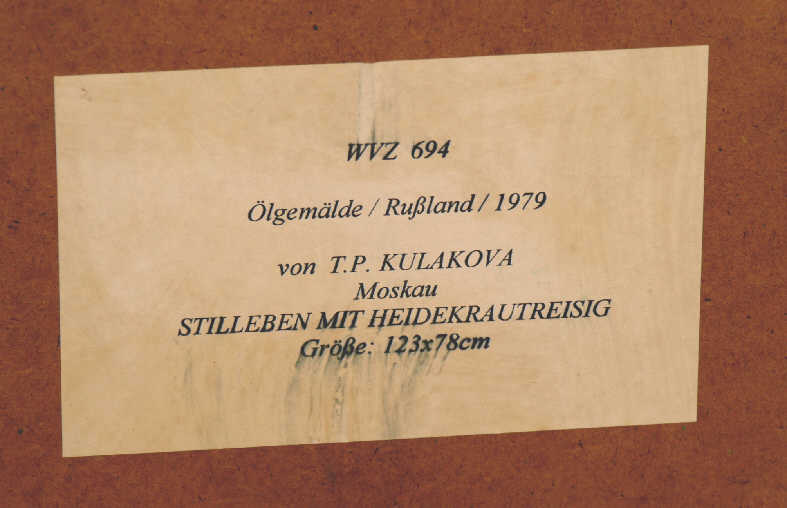 WVZ 694
Ölgemälde / Rußland / 1979
von T.P. KULAKOVA
Moskau
STILLEBEN MIT HEIDEKRAUTREISIG
Größe: 123x78cm